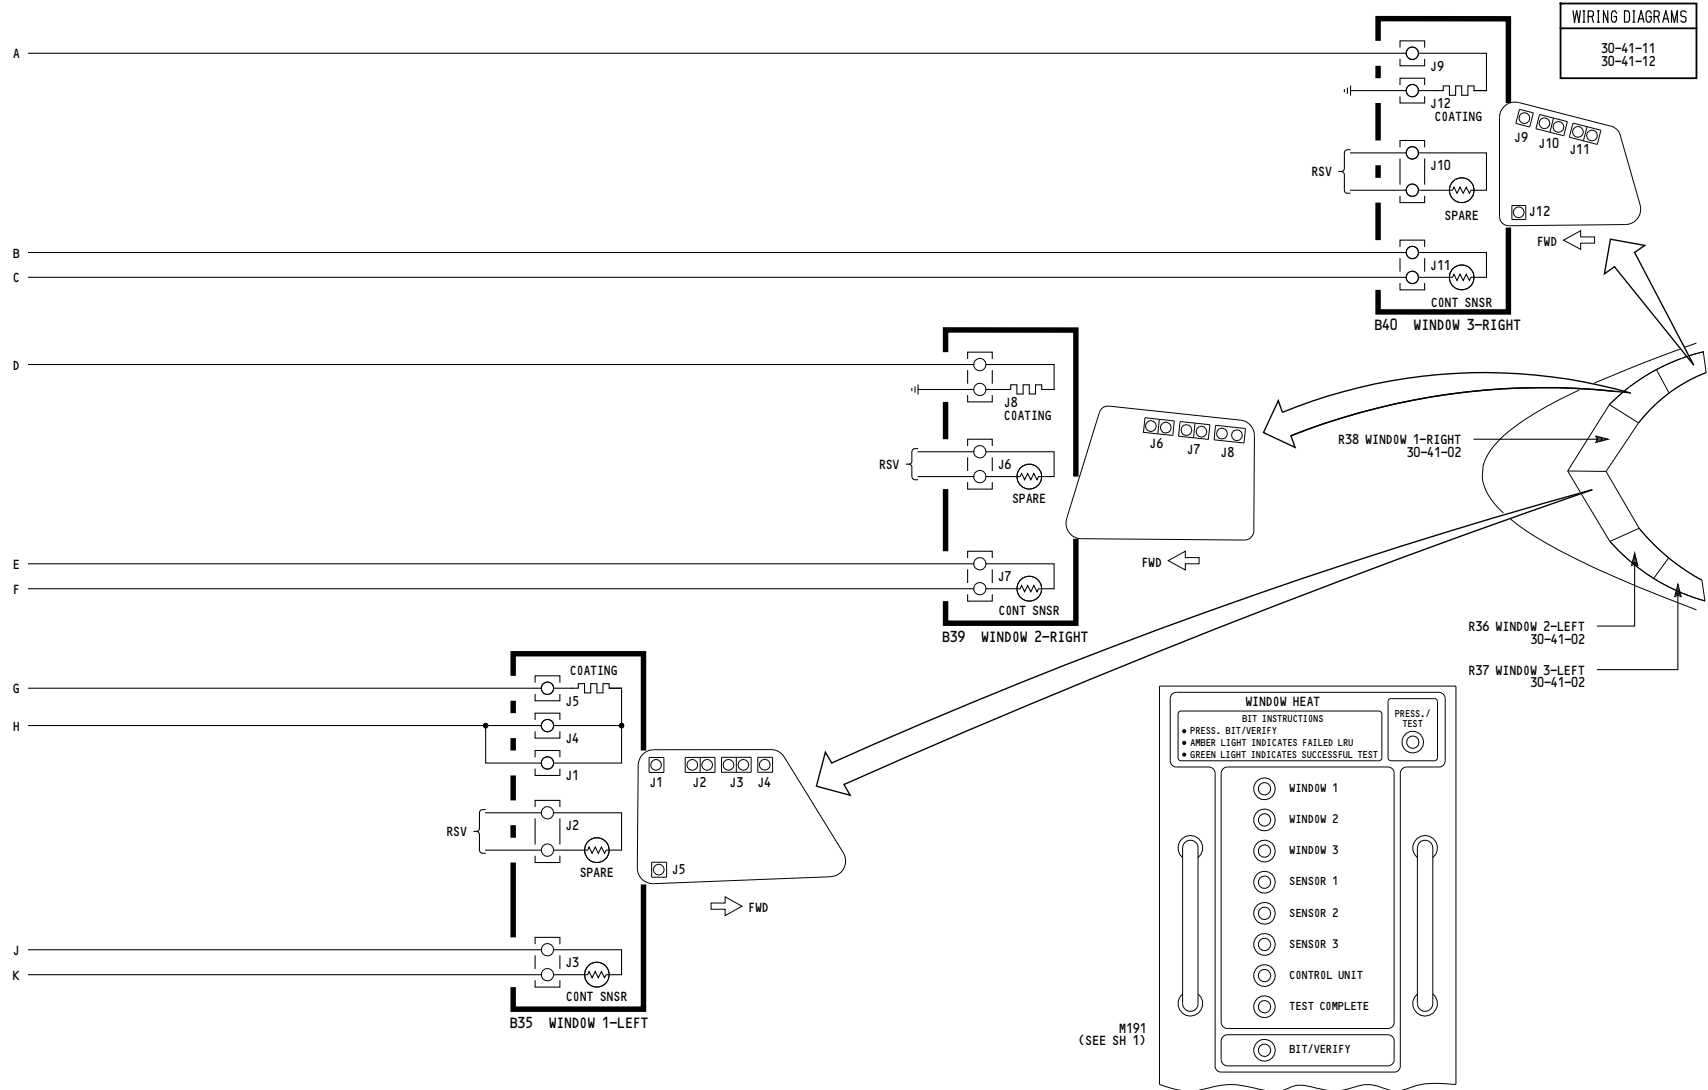 WIRING DIAGRAMS
30-41-11
30-41-12
A
J9
J12
COATING
J9
J10
J11
J12
FWD
RSV
J10
SPARE
B
C
J11
CONT SNSR
B40 WINDOW 3-RIGHT
D
J8
COATING
RSV
J6
SPARE
J6
J7
J8
FWD
E
F
J7
CONT SNSR
B39 WINDOW 2-RIGHT
R38 WINDOW 1-RIGHT
30-41-02
R36 WINDOW 2-LEFT
30-41-02
R37 WINDOW 3-LEFT
30-41-02
G
COATING
J5
H
J4
J1
J1
J2
J3
J4
J5
FWD
RSV
J2
SPARE
J
K
J3
CONT SNSR
B35 WINDOW 1-LEFT
WINDOW HEAT
BIT INSTRUCTIONS
• PRESS. BIT/VERIFY
• AMBER LIGHT INDICATES FAILED LRU
• GREEN LIGHT INDICATES SUCCESSFUL TEST
PRESS./
TEST
WINDOW 1
WINDOW 2
WINDOW 3
SENSOR 1
SENSOR 2
SENSOR 3
CONTROL UNIT
TEST COMPLETE
BIT/VERIFY
M191
(SEE SH 1)